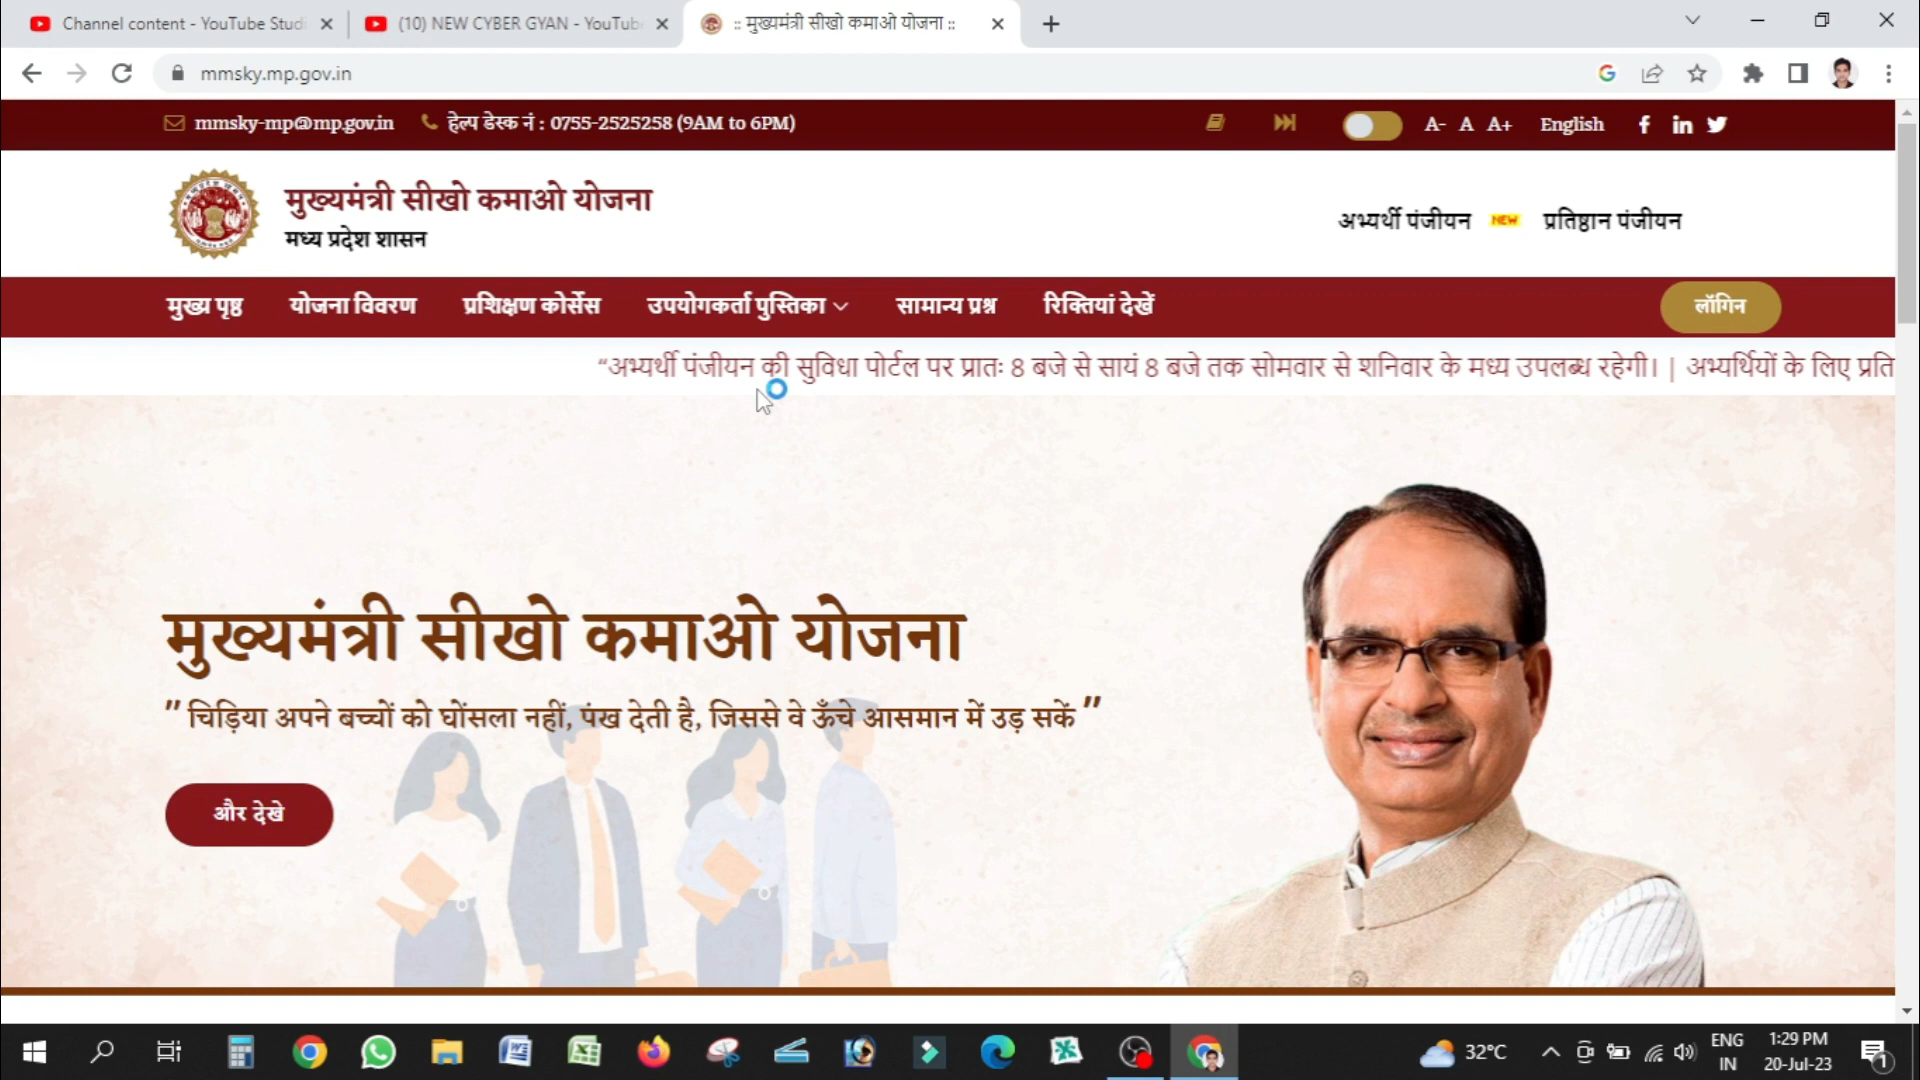 Channel content - YouTube Studi
(10) NEW CYBER GYAN - YouTube
:: मुख्यमंत्री सीखो कमाओ योजना ::
mmsky.mp.gov.in
mmsky-mp@mp.gov.in हेल्प डेस्क नं : 0755-2525258 (9AM to 6PM)
A- A A+ English
मुख्यमंत्री सीखो कमाओ योजना
मध्य प्रदेश शासन
अभ्यर्थी पंजीयन NEW प्रतिष्ठान पंजीयन
मुख्य पृष्ठ योजना विवरण प्रशिक्षण कोर्सेस उपयोगकर्ता पुस्तिका सामान्य प्रश्न रिक्तियां देखें लॉगिन
“अभ्यर्थी पंजीयन की सुविधा पोर्टल पर प्रातः 8 बजे से सायं 8 बजे तक सोमवार से शनिवार के मध्य उपलब्ध रहेगी। | अभ्यर्थियों के लिए प्रति
मुख्यमंत्री सीखो कमाओ योजना
" चिड़िया अपने बच्चों को घोंसला नहीं, पंख देती है, जिससे वे ऊँचे आसमान में उड़ सकें "
और देखे
32°C
ENG
IN
1:29 PM
20-Jul-23
1